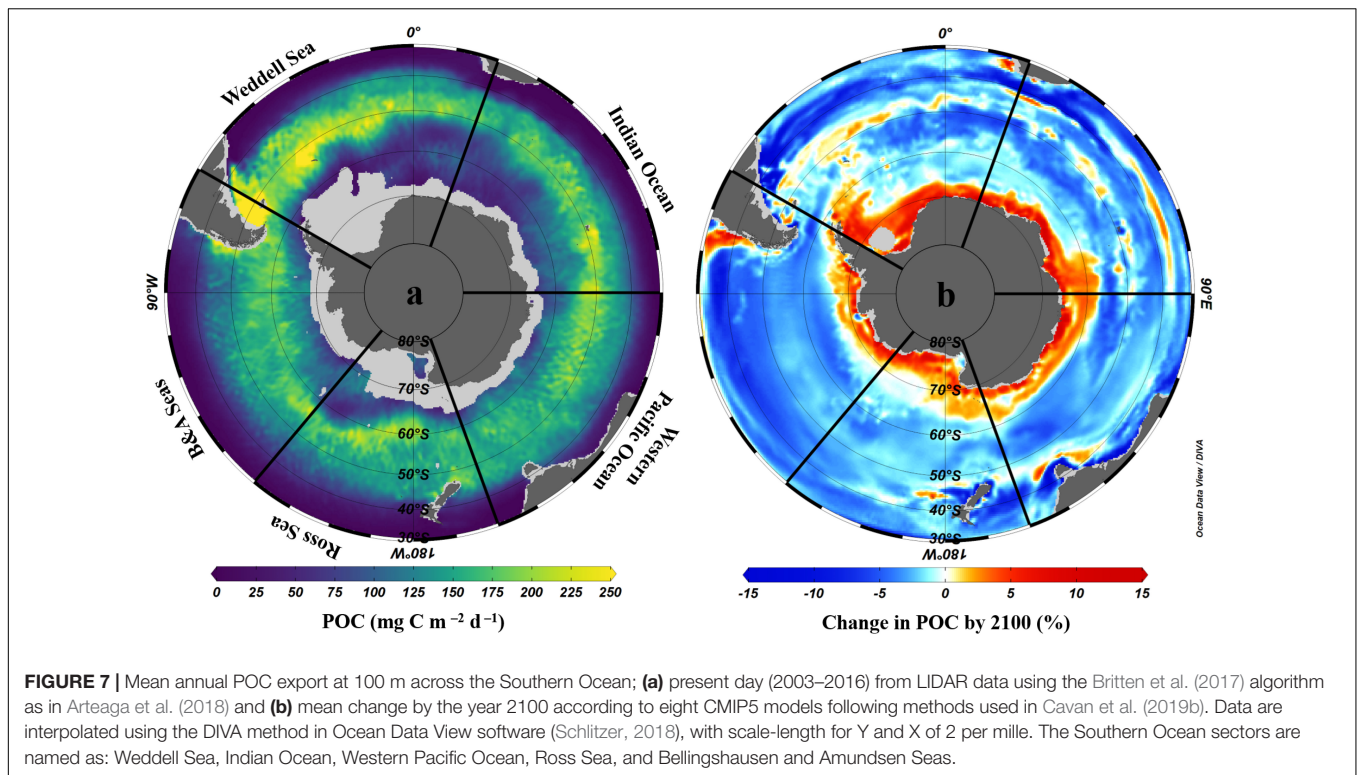 0°
0°
Weddell Sea
Indian Ocean
90°W
90°E
a
b
80°S
80°S
70°S
70°S
B&A Seas
Western
Pacific Ocean
60°S
60°S
50°S
50°S
40°S
40°S
Ross Sea
30°S
30°S
180°W
180°W
Ocean Data View / DIVA
0 25 50 75 100 125 150 175 200 225 250
-15 -10 -5 0 5 10 15
POC (mg C m −2 d −1)
Change in POC by 2100 (%)
FIGURE 7 | Mean annual POC export at 100 m across the Southern Ocean; (a) present day (2003–2016) from LIDAR data using the Britten et al. (2017) algorithm
as in Arteaga et al. (2018) and (b) mean change by the year 2100 according to eight CMIP5 models following methods used in Cavan et al. (2019b). Data are
interpolated using the DIVA method in Ocean Data View software (Schlitzer, 2018), with scale-length for Y and X of 2 per mille. The Southern Ocean sectors are
named as: Weddell Sea, Indian Ocean, Western Pacific Ocean, Ross Sea, and Bellingshausen and Amundsen Seas.